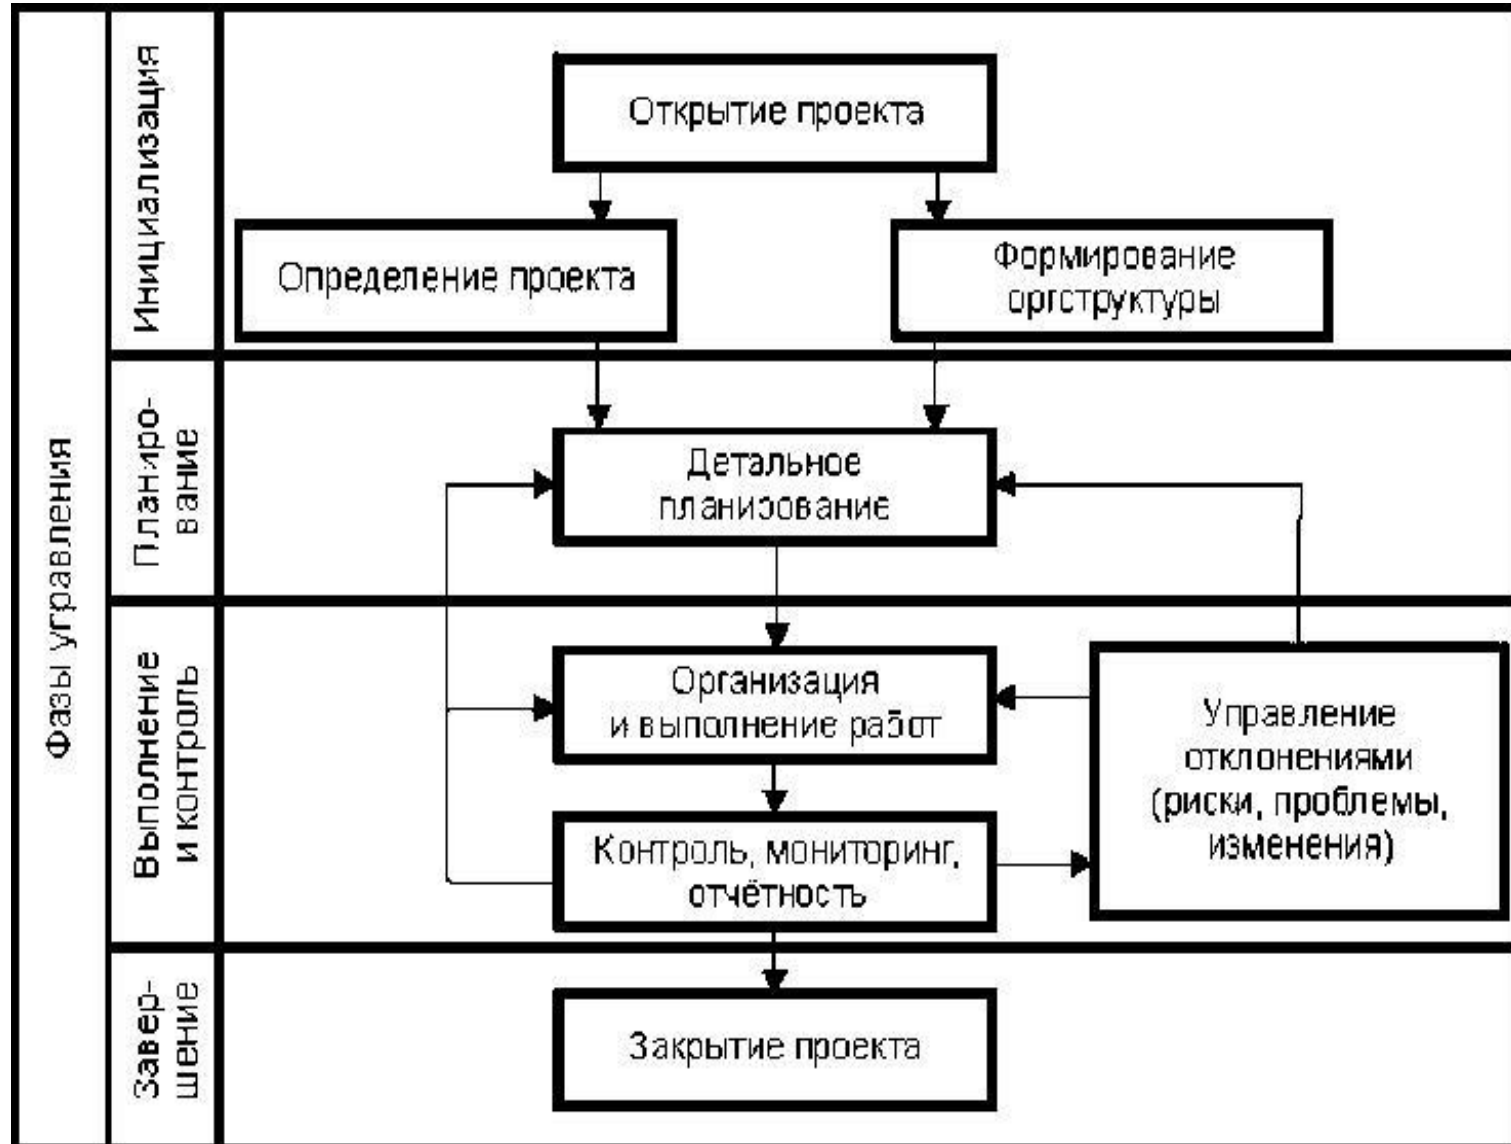 Фазы управления
Инициализация
Открытие проекта
Определение проекта
Формирование
оргструктуры
Планиро-
вание
Детальное
планирование
Выполнение
и контроль
Организация
и выполнение работ
Управление
отклонениями
(риски, проблемы,
изменения)
Контроль, мониторинг,
отчётность
Завер-
шение
Закрытие проекта